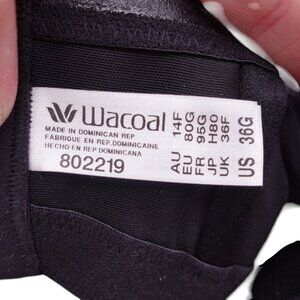 Wacoal
MADE IN DOMINICAN REP.
FABRIQUE EN REP.DOMINICAINE
HECHO EN REP.DOMINICANA
802219
AU 14F
EU 80G
FR 95G
JP H80
UK 36F
US 36G